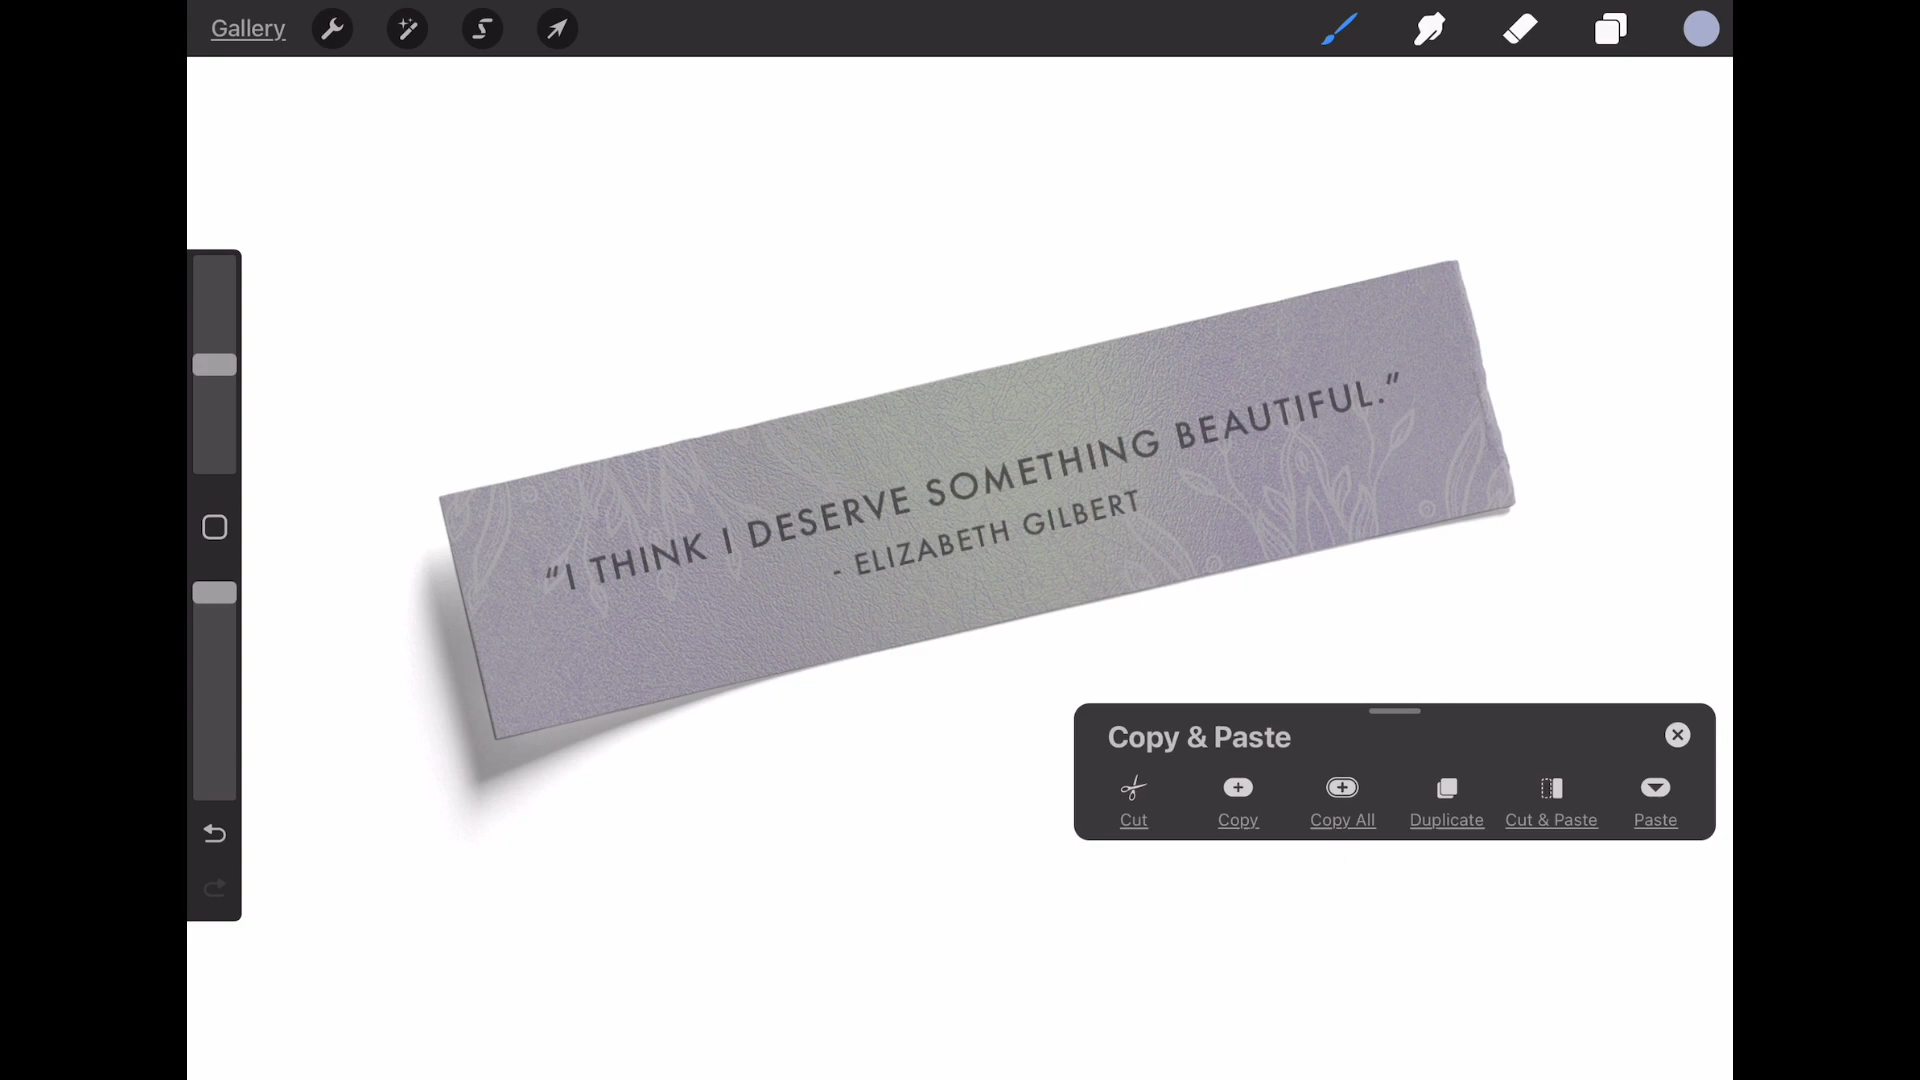 Gallery
“I THINK I DESERVE SOMETHING BEAUTIFUL.”
- ELIZABETH GILBERT
Copy & Paste
Cut
Copy
Copy All
Duplicate
Cut & Paste
Paste